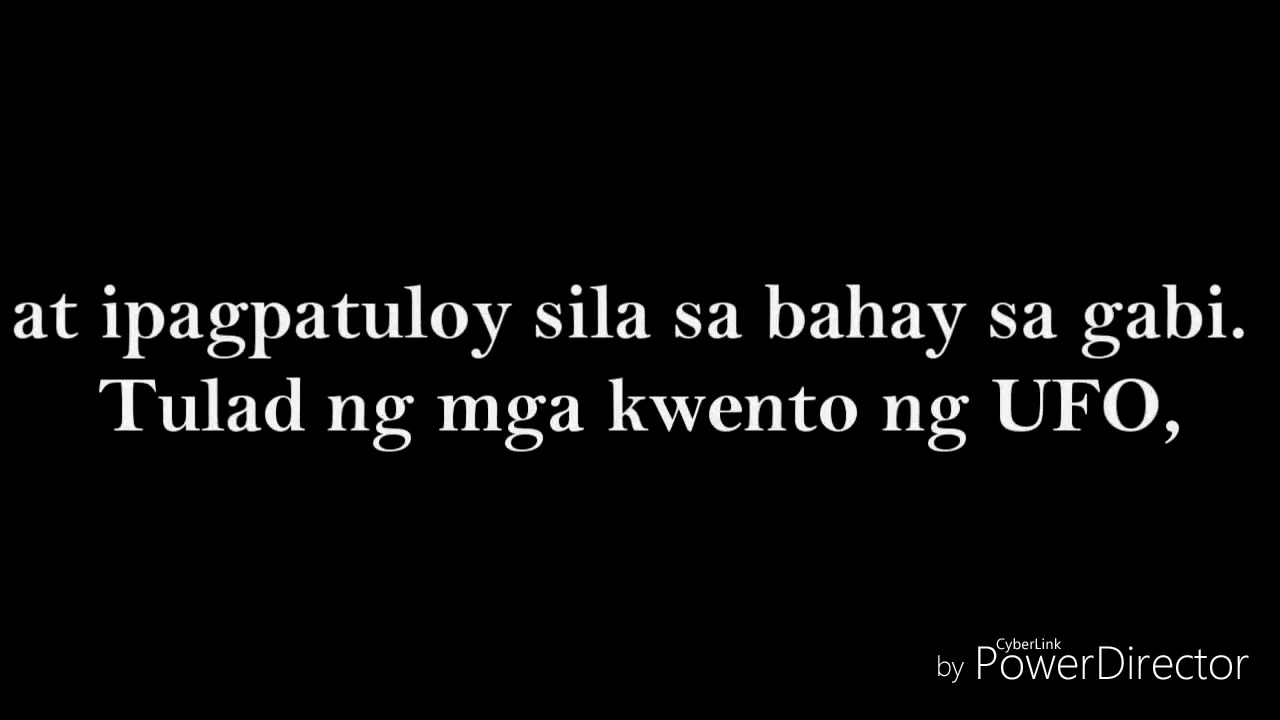 at ipagpatuloy sila sa bahay sa gabi.
Tulad ng mga kwento ng UFO,
CyberLink
by PowerDirector